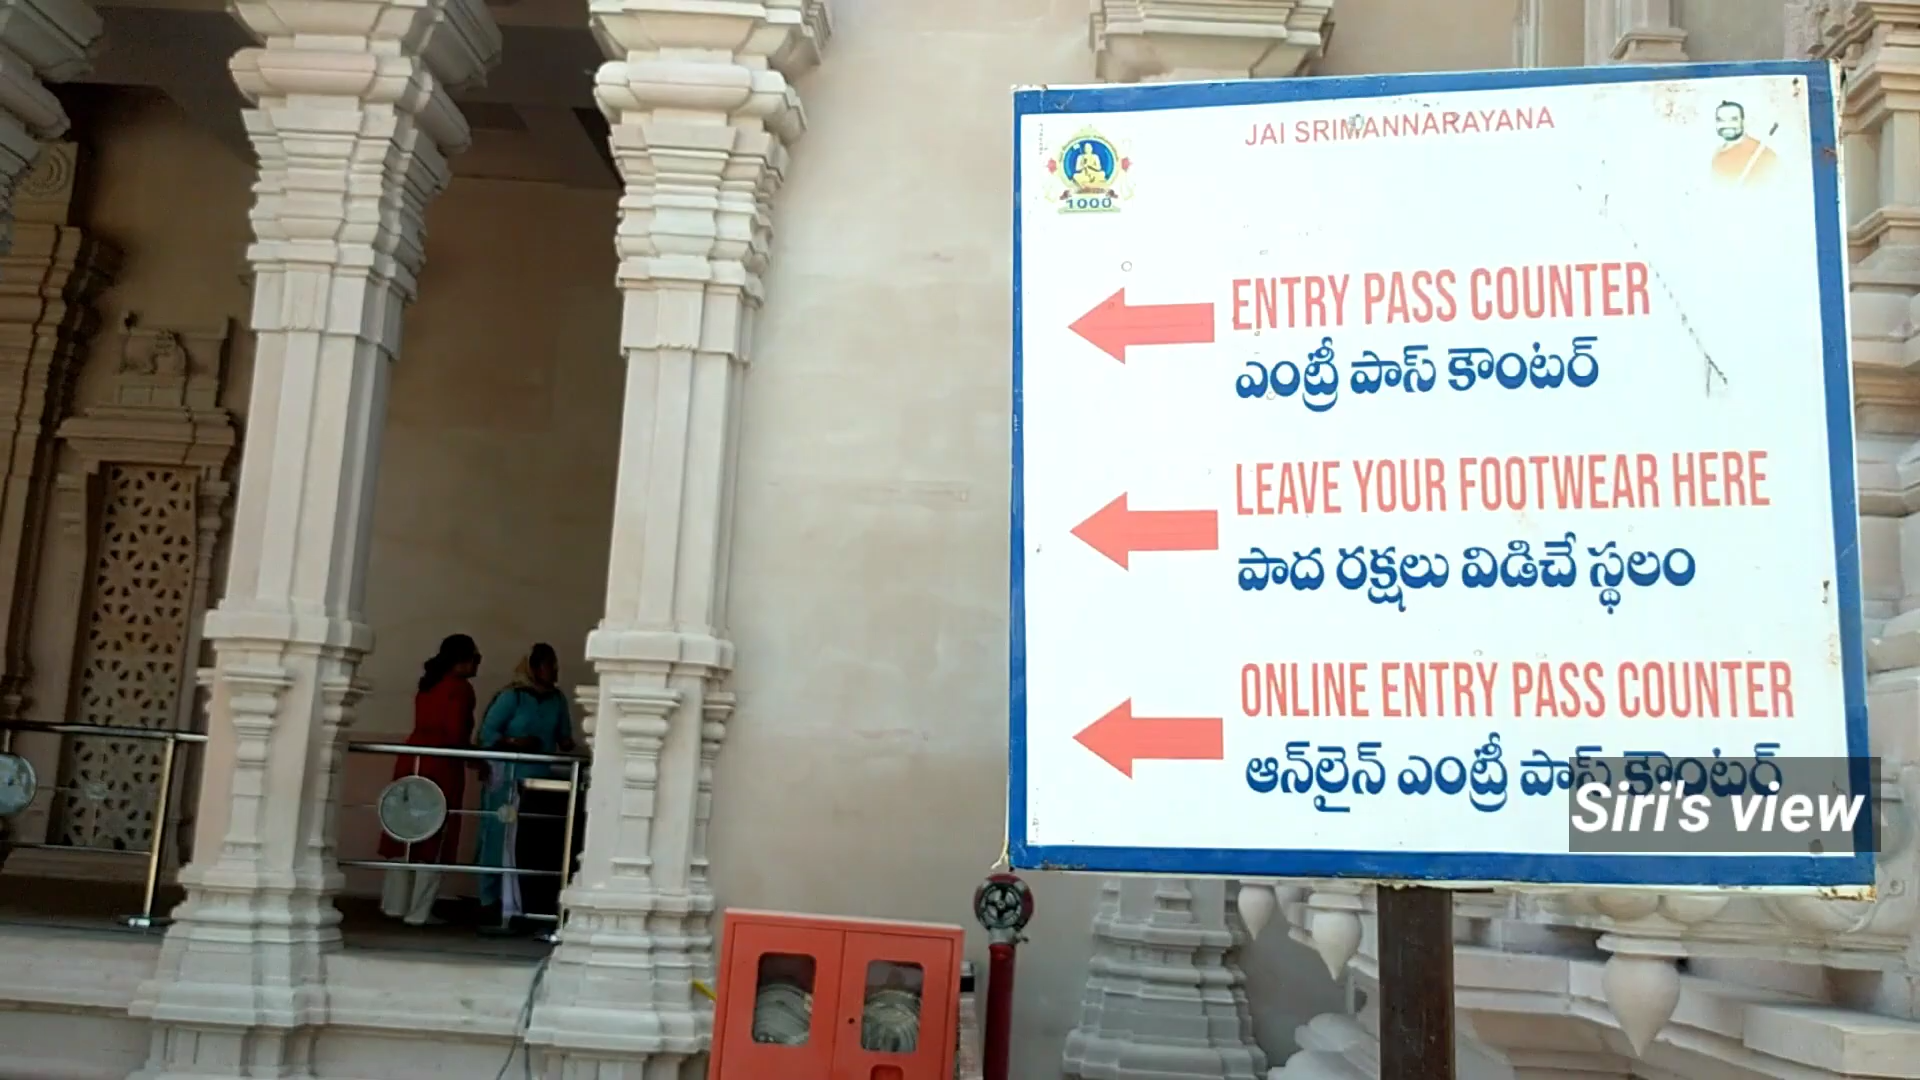 JAI SRIMANNARAYANA
1000
ENTRY PASS COUNTER
ఎంట్రీ పాస్ కౌంటర్
LEAVE YOUR FOOTWEAR HERE
పాద రక్షలు విడిచే స్థలం
ONLINE ENTRY PASS COUNTER
ఆన్‌లైన్ ఎంట్రీ పాస్ కౌంటర్
Siri's view